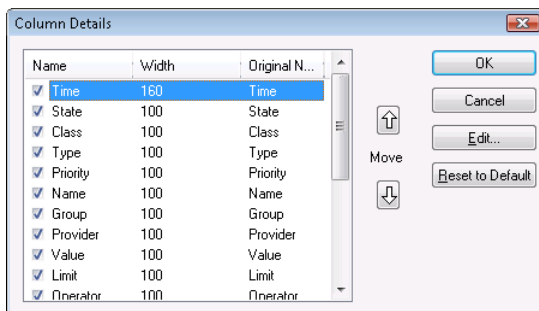 Column Details
Name Width Original N...
Time 160 Time
State 100 Class
Class 100 Class
Type 100 Type
Priority 100 Priority
Name 100 Name
Group 100 Group
Provider 100 Provider
Value 100 Value
Limit 100 Limit
Operator 100 Operator
OK
Cancel
Edit...
Reset to Default
Move